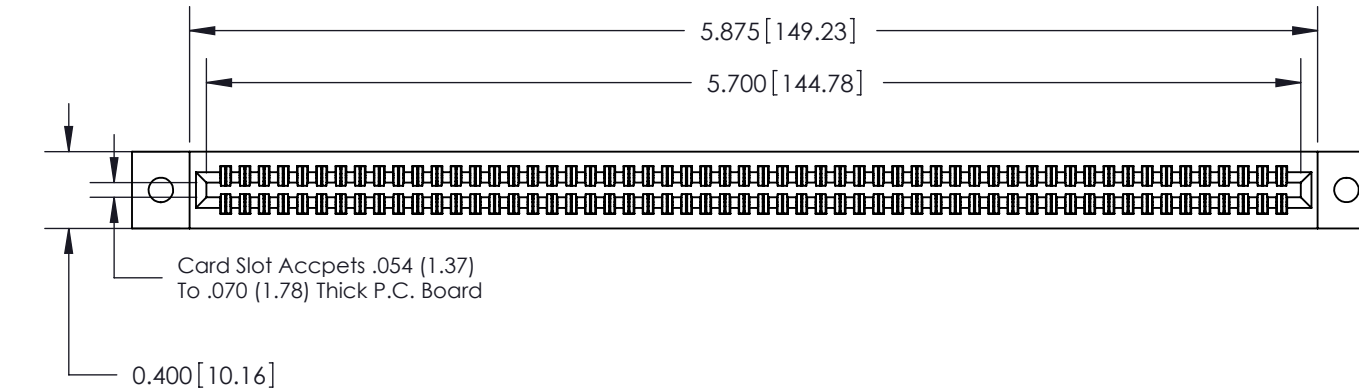 5.875[149.23]
5.700[144.78]
Card Slot Accpets .054 (1.37)
To .070 (1.78) Thick P.C. Board
0.400[10.16]